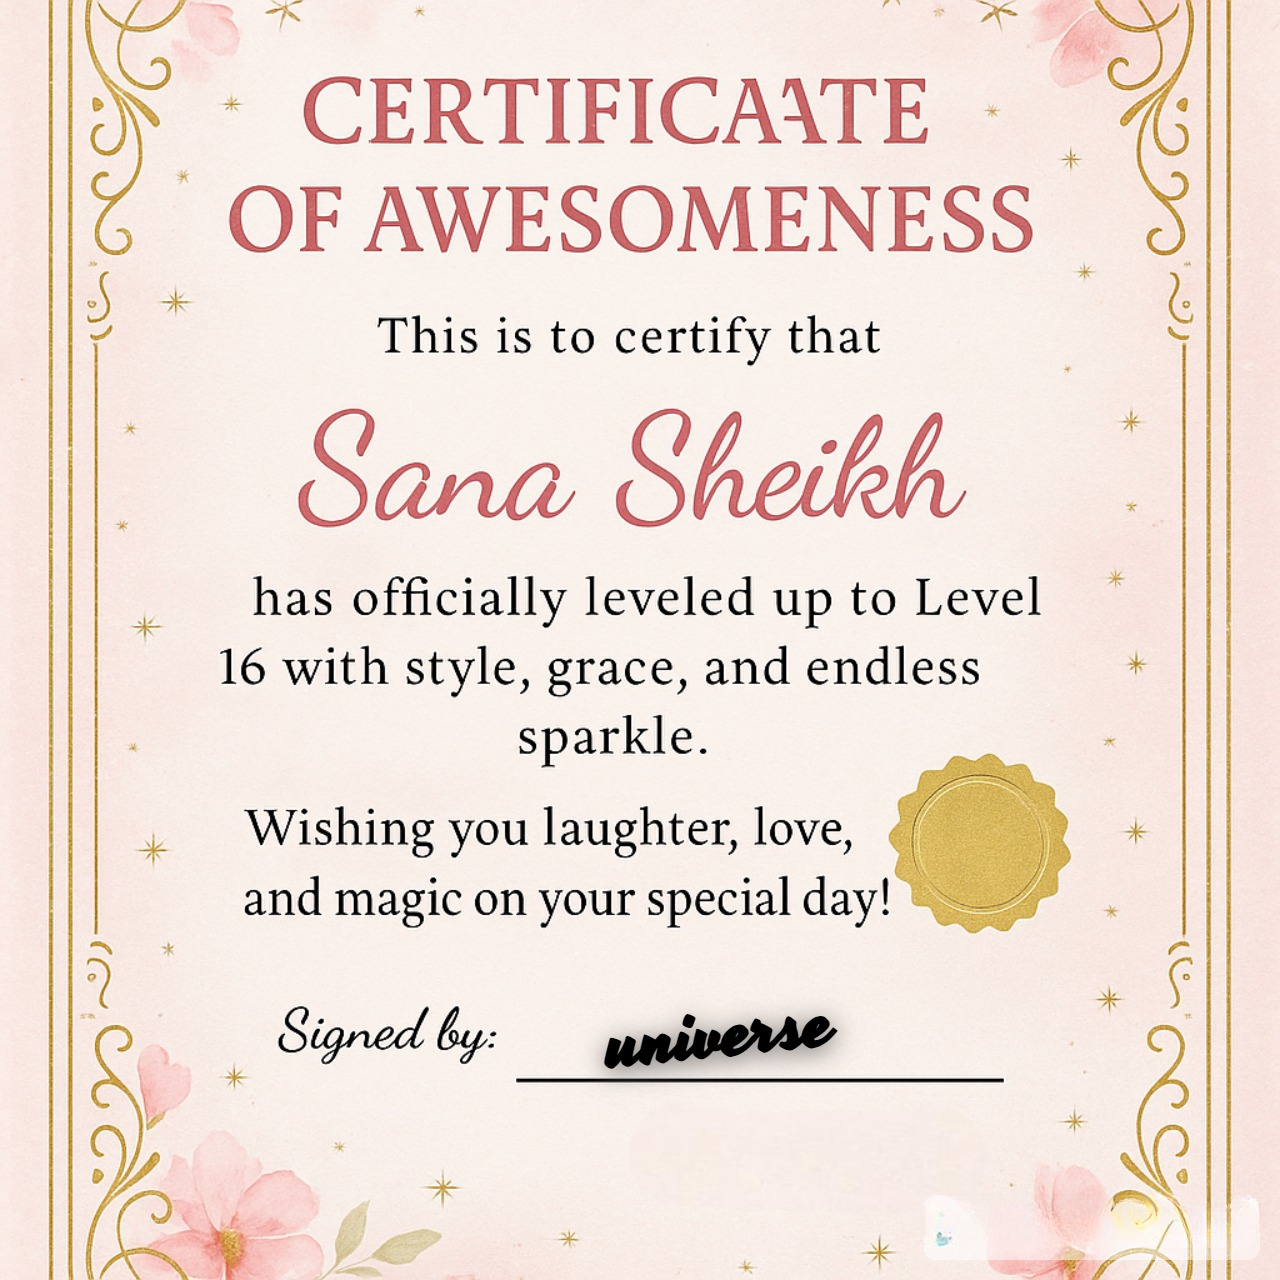 CERTIFICAATE
OF AWESOMENESS
This is to certify that
Sana Sheikh
has officially leveled up to Level
16 with style, grace, and endless
sparkle.
Wishing you laughter, love,
and magic on your special day!
Signed by: universe